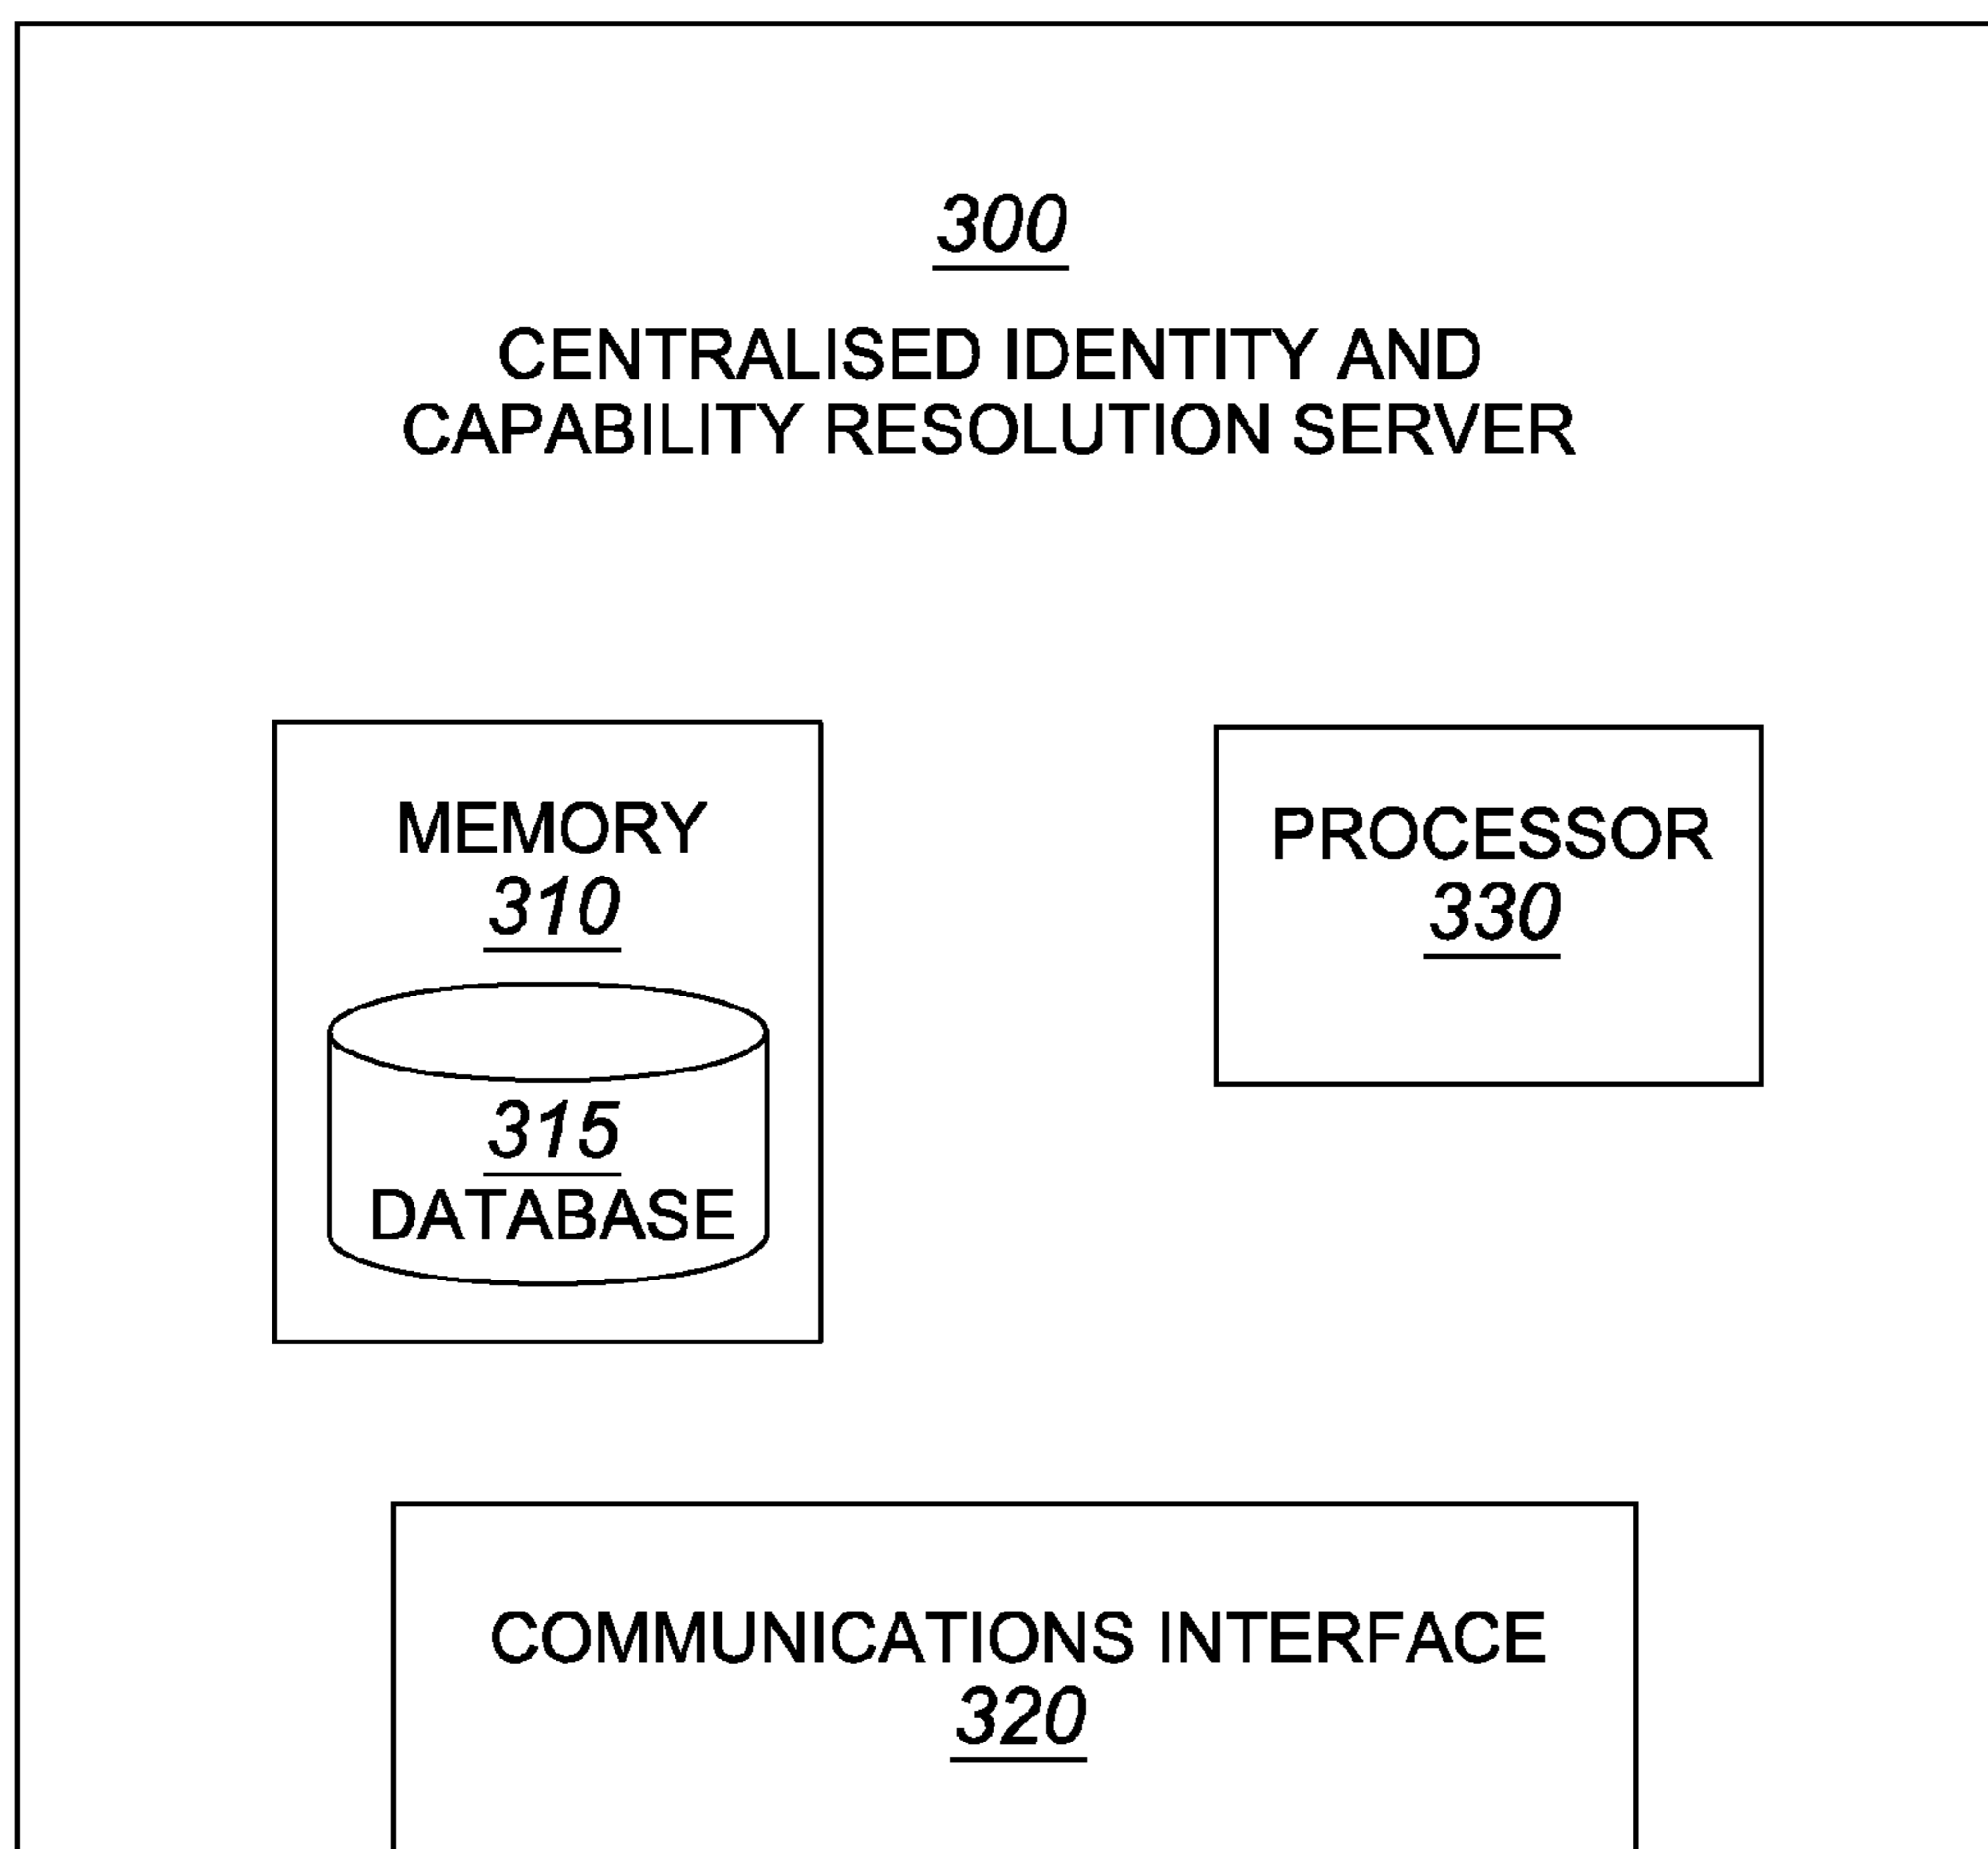 300
CENTRALISED IDENTITY AND
CAPABILITY RESOLUTION SERVER
MEMORY
310
315
DATABASE
PROCESSOR
330
COMMUNICATIONS INTERFACE
320